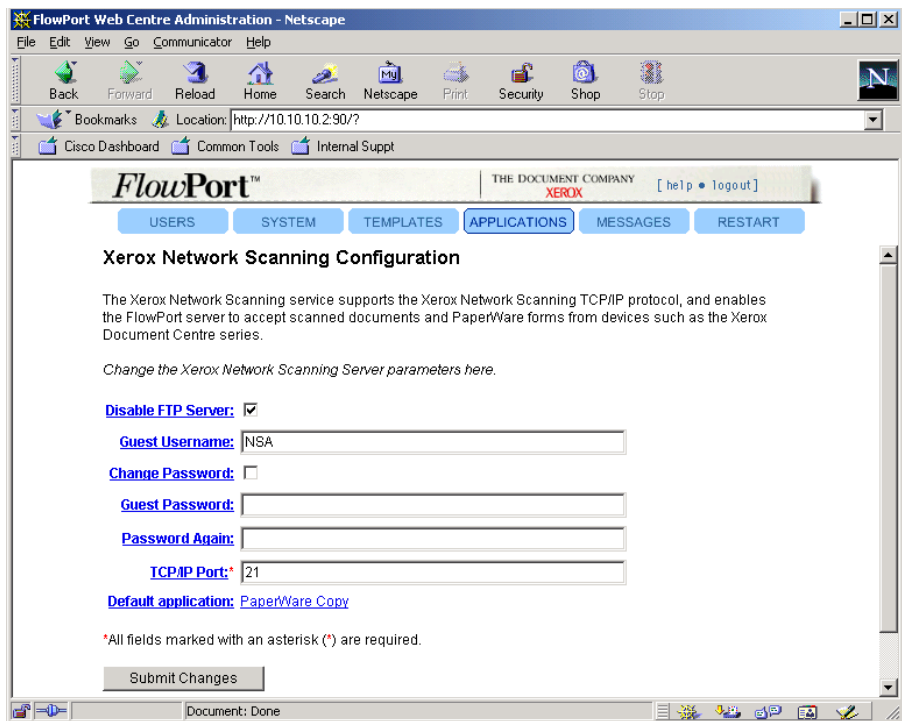 FlowPort Web Centre Administration - Netscape
File Edit View Go Communicator Help
Back Forward Reload Home Search Netscape Print Security Shop Stop
My
N
Bookmarks Location: http://10.10.10.2:90/?
Cisco Dashboard Common Tools Internal Suppt
FlowPort™ THE DOCUMENT COMPANY [ help • logout ]
XEROX
USERS SYSTEM TEMPLATES APPLICATIONS MESSAGES RESTART
Xerox Network Scanning Configuration
The Xerox Network Scanning service supports the Xerox Network Scanning TCP/IP protocol, and enables
the FlowPort server to accept scanned documents and PaperWare forms from devices such as the Xerox
Document Centre series.
Change the Xerox Network Scanning Server parameters here.
Disable FTP Server:
Guest Username: NSA
Change Password:
Guest Password:
Password Again:
TCP/IP Port:* 21
Default application: PaperWare Copy
*All fields marked with an asterisk (*) are required.
Submit Changes
Document: Done